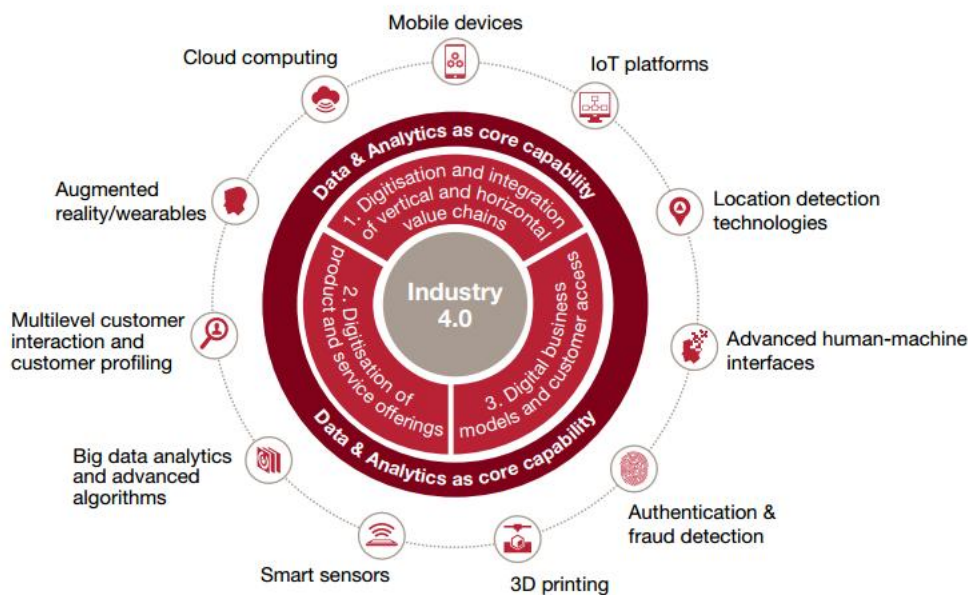 Mobile devices
Cloud computing
IoT platforms
Augmented
reality/wearables
Location detection
technologies
Multilevel customer
interaction and
customer profiling
Advanced human-machine
interfaces
Big data analytics
and advanced
algorithms
Authentication &
fraud detection
Smart sensors
3D printing
Data & Analytics as core capability
1. Digitisation and integration
of vertical and horizontal
value chains
2. Digitisation of
product and service offerings
3. Digital business
models and customer access
Industry
4.0
Data & Analytics as core capability